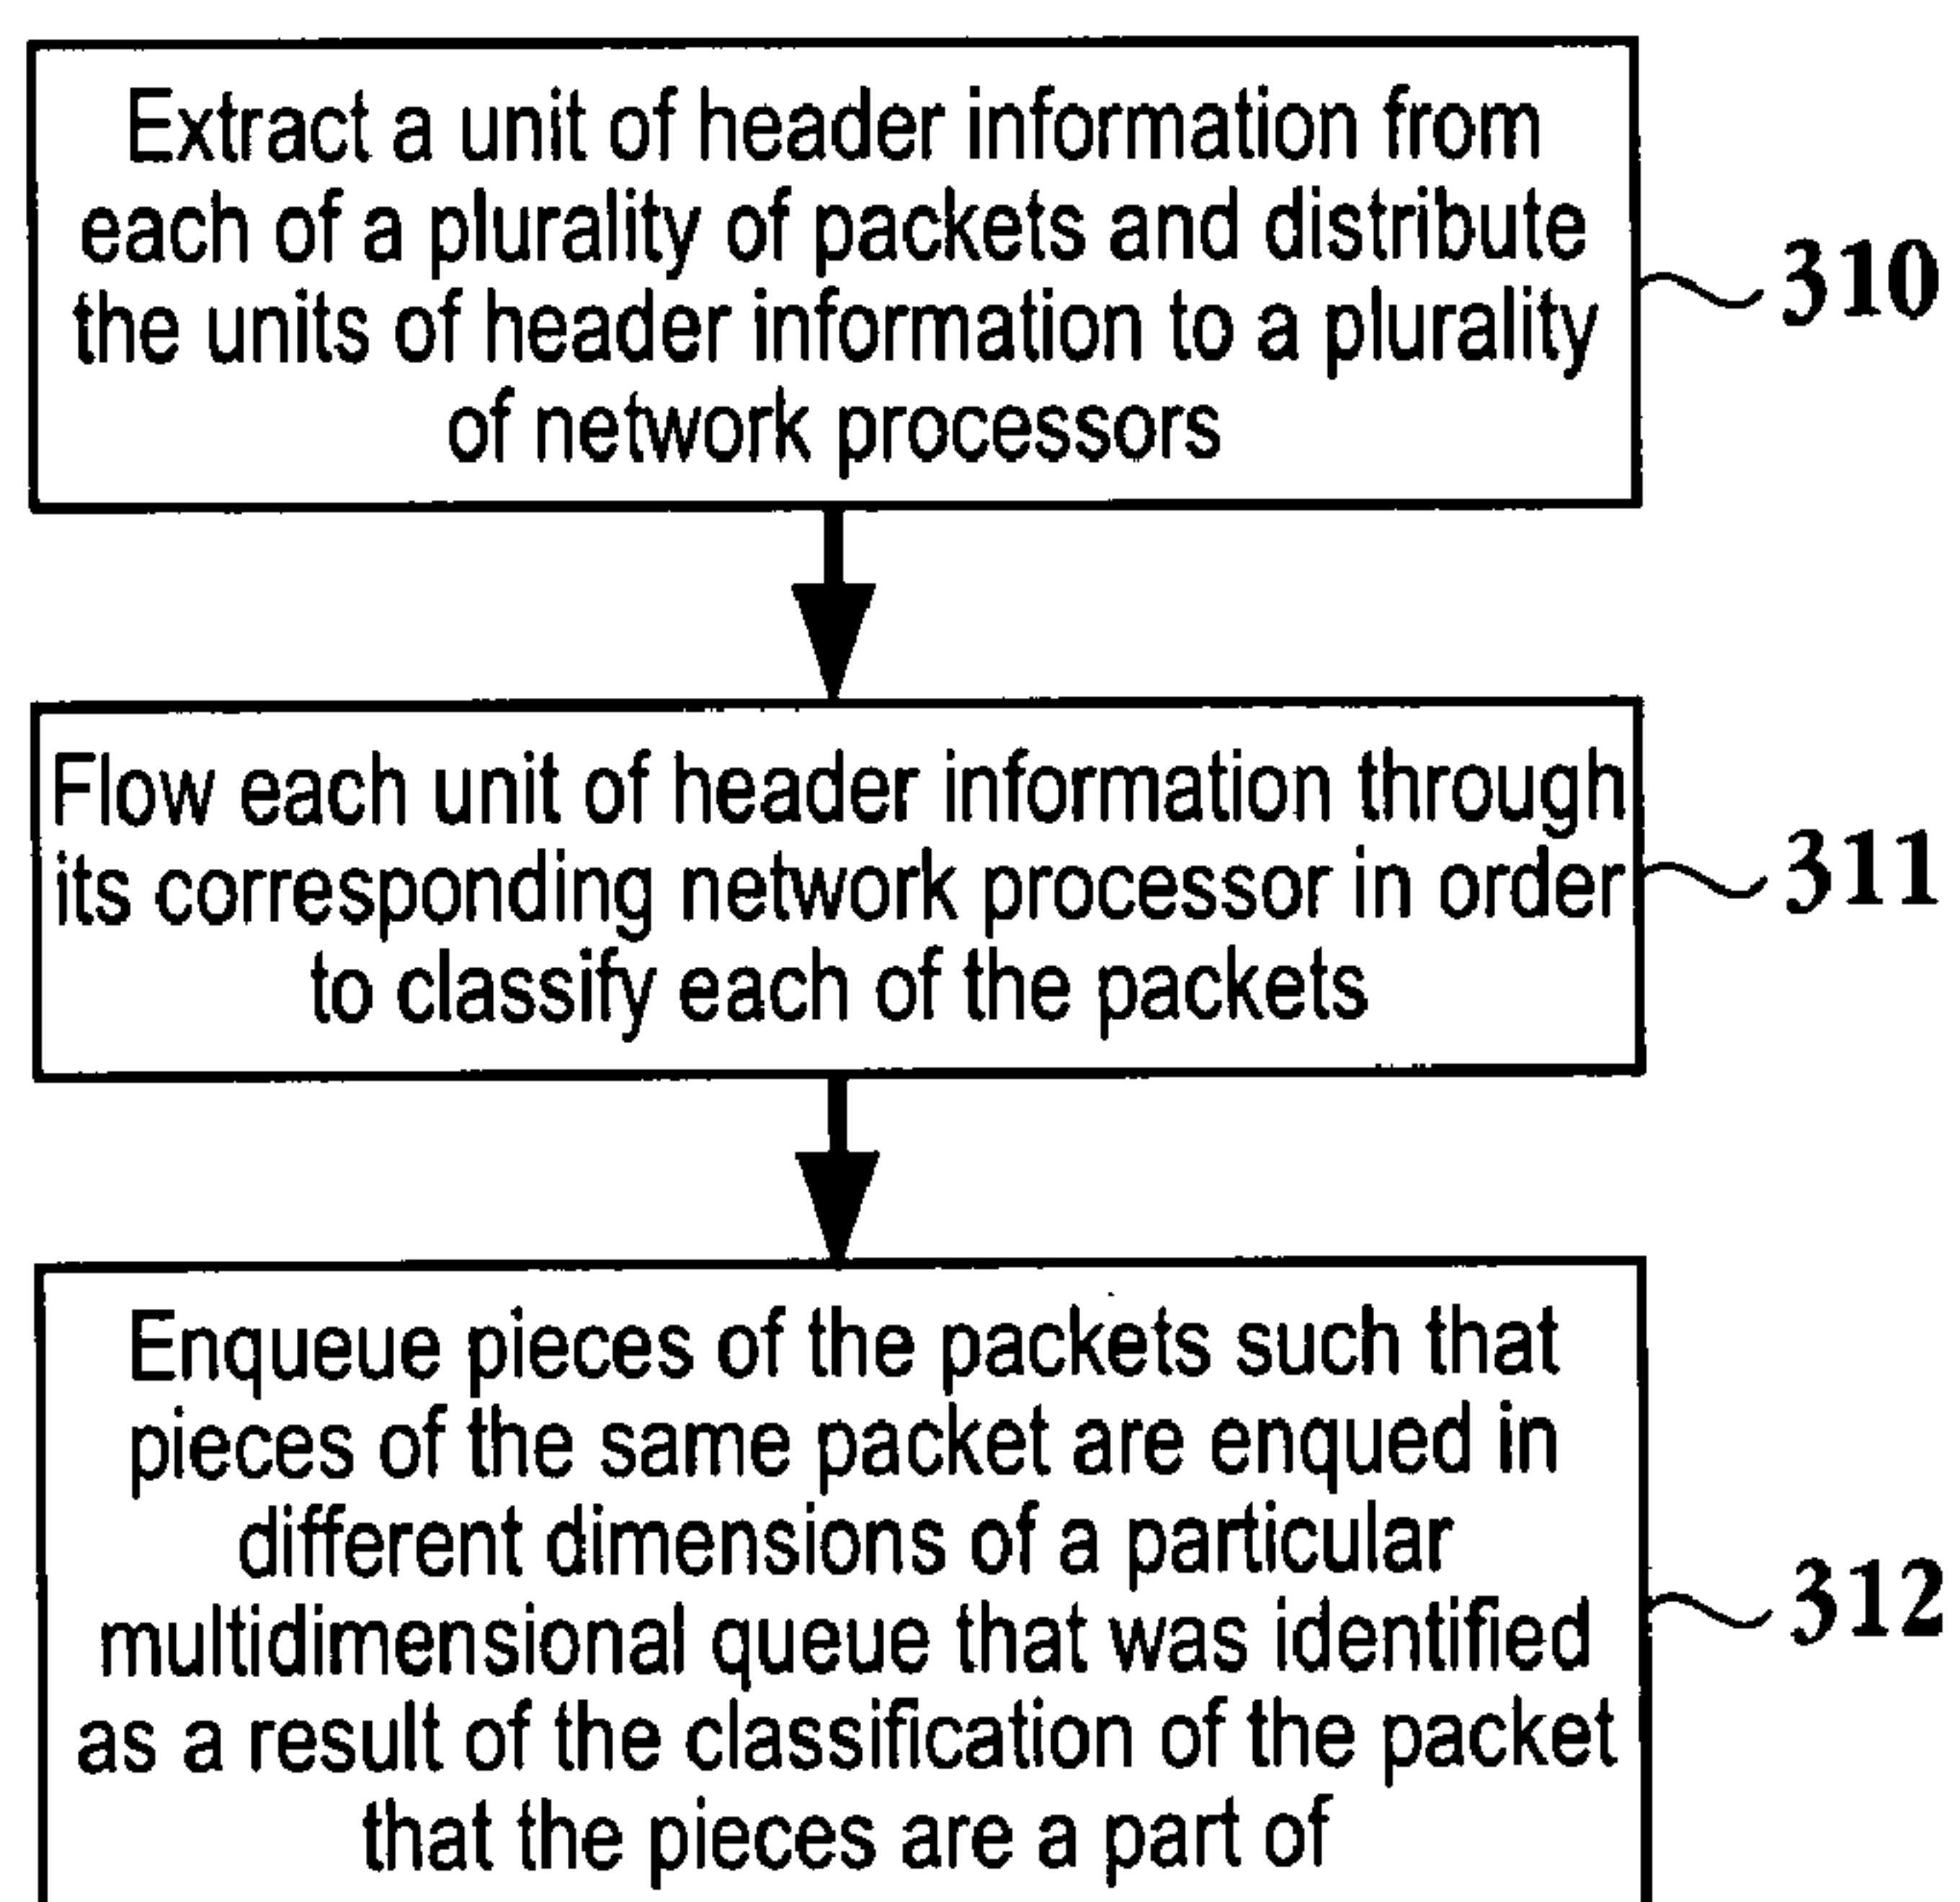 Extract a unit of header information from
each of a plurality of packets and distribute
the units of header information to a plurality
of network processors
310
Flow each unit of header information through
its corresponding network processor in order
to classify each of the packets
311
Enqueue pieces of the packets such that
pieces of the same packet are enqued in
different dimensions of a particular
multidimensional queue that was identified
as a result of the classification of the packet
that the pieces are a part of
312